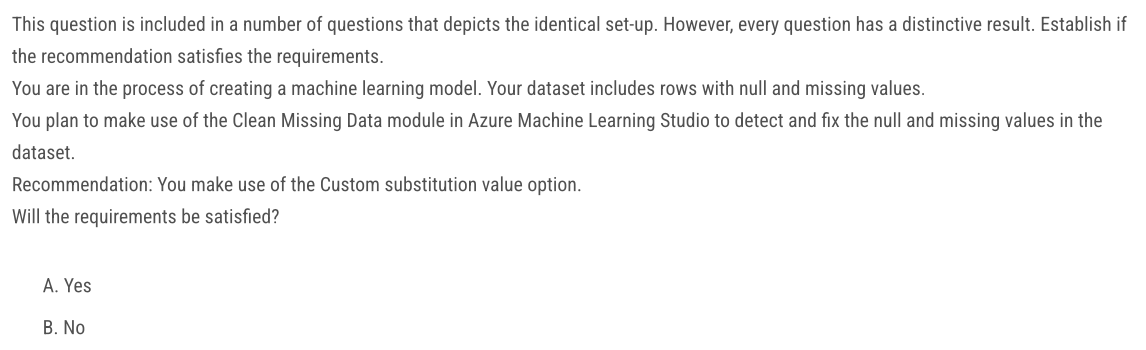 This question is included in a number of questions that depicts the identical set-up. However, every question has a distinctive result. Establish if
the recommendation satisfies the requirements.
You are in the process of creating a machine learning model. Your dataset includes rows with null and missing values.
You plan to make use of the Clean Missing Data module in Azure Machine Learning Studio to detect and fix the null and missing values in the
dataset.
Recommendation: You make use of the Custom substitution value option.
Will the requirements be satisfied?
A. Yes
B. No